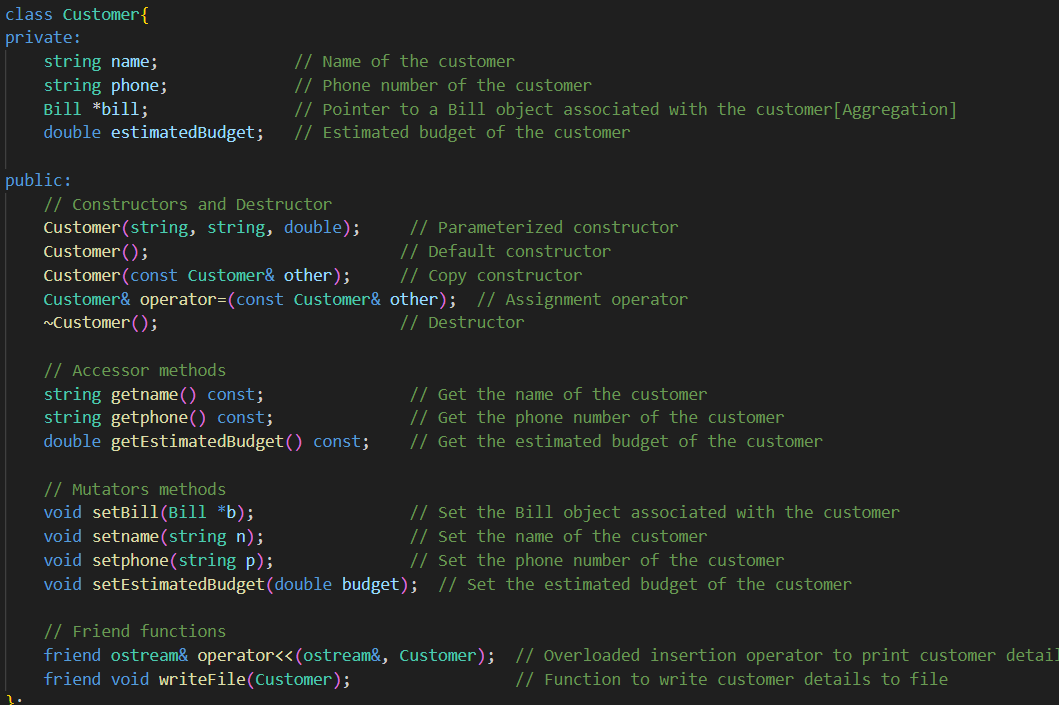 class Customer{
private:
    string name;              // Name of the customer
    string phone;             // Phone number of the customer
    Bill *bill;               // Pointer to a Bill object associated with the customer[Aggregation]
    double estimatedBudget;   // Estimated budget of the customer
public:
    // Constructors and Destructor
    Customer(string, string, double);     // Parameterized constructor
    Customer();                          // Default constructor
    Customer(const Customer& other);     // Copy constructor
    Customer& operator=(const Customer& other);  // Assignment operator
    ~Customer();                         // Destructor
    // Accessor methods
    string getname() const;               // Get the name of the customer
    string getphone() const;              // Get the phone number of the customer
    double getEstimatedBudget() const;    // Get the estimated budget of the customer
    // Mutators methods
    void setBill(Bill *b);                // Set the Bill object associated with the customer
    void setname(string n);               // Set the name of the customer
    void setphone(string p);              // Set the phone number of the customer
    void setEstimatedBudget(double budget);  // Set the estimated budget of the customer
    // Friend functions
    friend ostream& operator<<(ostream&, Customer);  // Overloaded insertion operator to print customer detail
    friend void writeFile(Customer);                 // Function to write customer details to file
};